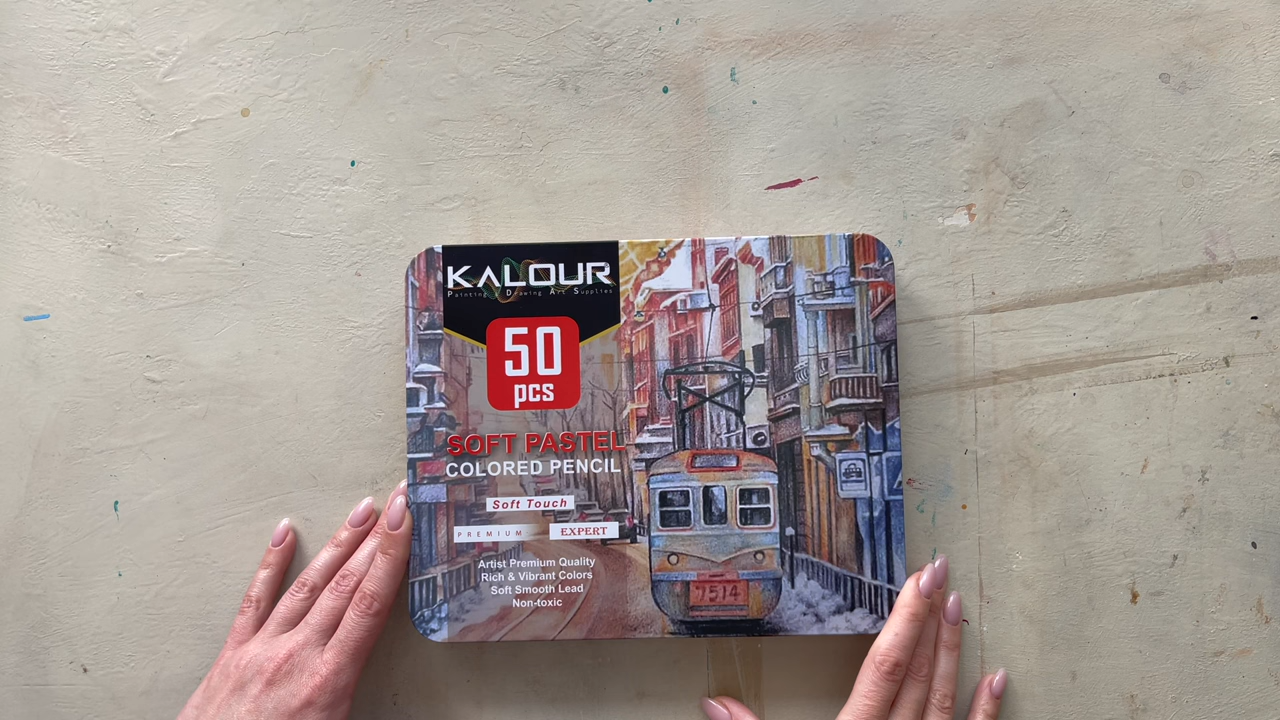 KALOUR
Painting & Drawing Art Supplies
50
pcs
SOFT PASTEL
COLORED PENCIL
Soft Touch
PREMIUM EXPERT
Artist Premium Quality
Rich & Vibrant Colors
Soft Smooth Lead
Non-toxic
7514